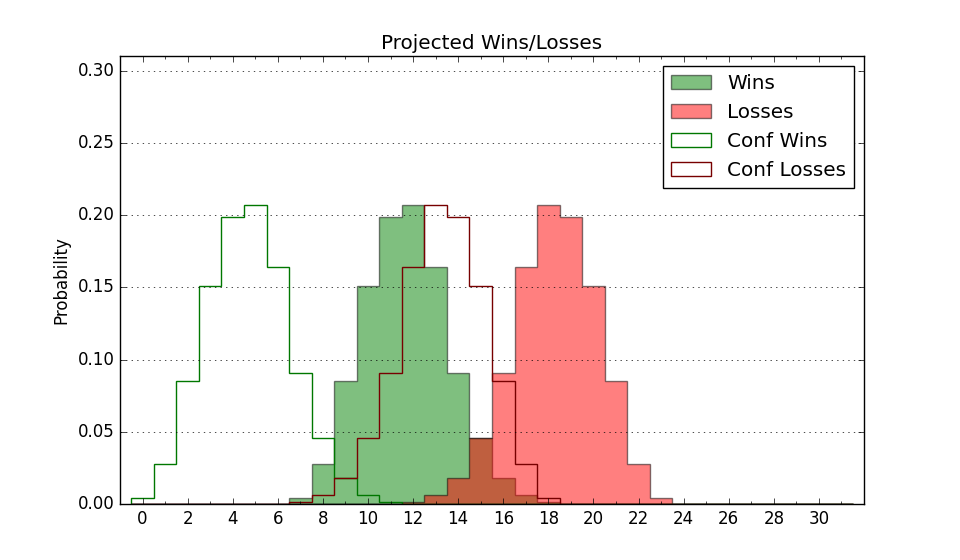 Projected Wins/Losses
0.30
0.25
0.20
0.15
0.10
0.05
0.00
Probability
Wins
Losses
Conf Wins
Conf Losses
0 2 4 6 8 10 12 14 16 18 20 22 24 26 28 30